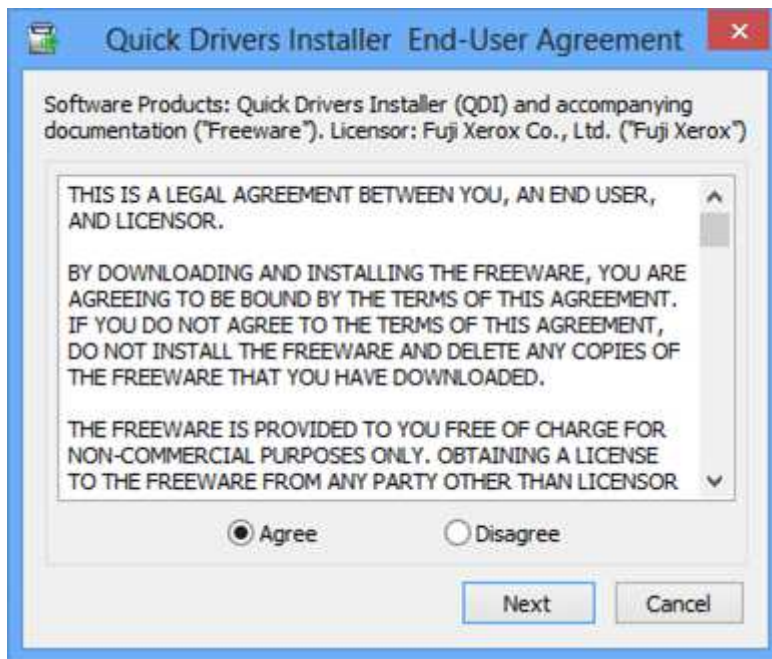 Quick Drivers Installer End-User Agreement
Software Products: Quick Drivers Installer (QDI) and accompanying
documentation ("Freeware"). Licensor: Fuji Xerox Co., Ltd. ("Fuji Xerox")
THIS IS A LEGAL AGREEMENT BETWEEN YOU, AN END USER,
AND LICENSOR.
BY DOWNLOADING AND INSTALLING THE FREEWARE, YOU ARE
AGREEING TO BE BOUND BY THE TERMS OF THIS AGREEMENT.
IF YOU DO NOT AGREE TO THE TERMS OF THIS AGREEMENT,
DO NOT INSTALL THE FREEWARE AND DELETE ANY COPIES OF
THE FREEWARE THAT YOU HAVE DOWNLOADED.
THE FREEWARE IS PROVIDED TO YOU FREE OF CHARGE FOR
NON-COMMERCIAL PURPOSES ONLY. OBTAINING A LICENSE
TO THE FREEWARE FROM ANY PARTY OTHER THAN LICENSOR
Agree Disagree
Next Cancel